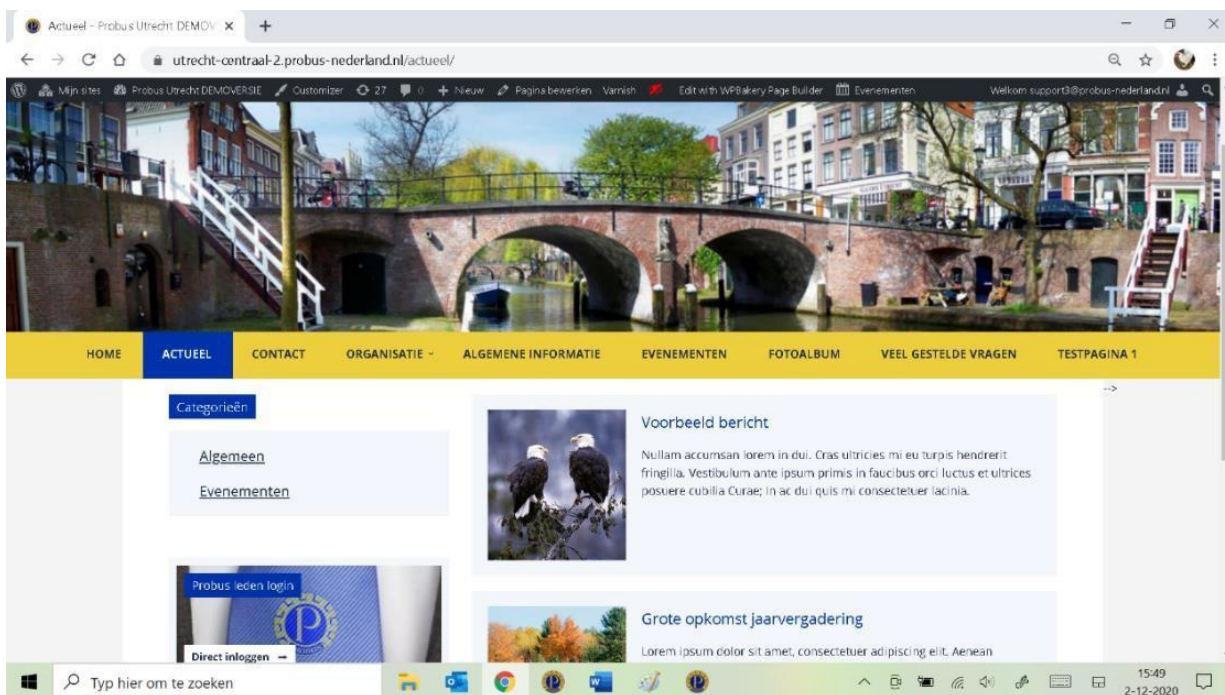 Actueel - Probus Utrecht DEMOV
utrecht-centraal-2.probus-nederland.nl/actueel/
Mijn sites Probus Utrecht DEMOVERSIE Customizer 27 0 Nieuw Pagina bewerken Varnish Edit with WPBakery Page Builder Evenementen Welkom support3@probus-nederland.nl
HOME ACTUEEL CONTACT ORGANISATIE ALGEMENE INFORMATIE EVENEMENTEN FOTOALBUM VEEL GESTELDE VRAGEN TESTPAGINA 1
-->
Categorieën
Algemeen
Evenementen
Probus leden login
P
Direct inloggen →
Voorbeeld bericht
Nullam accumsan lorem in dui. Cras ultricies mi eu turpis hendrerit
fringilla. Vestibulum ante ipsum primis in faucibus orci luctus et ultrices
posuere cubilia Curae; In ac dui quis mi consectetuer lacinia.
Grote opkomst jaarvergadering
Lorem ipsum dolor sit amet, consectetuer adipiscing elit. Aenean
Typ hier om te zoeken
15:49
2-12-2020